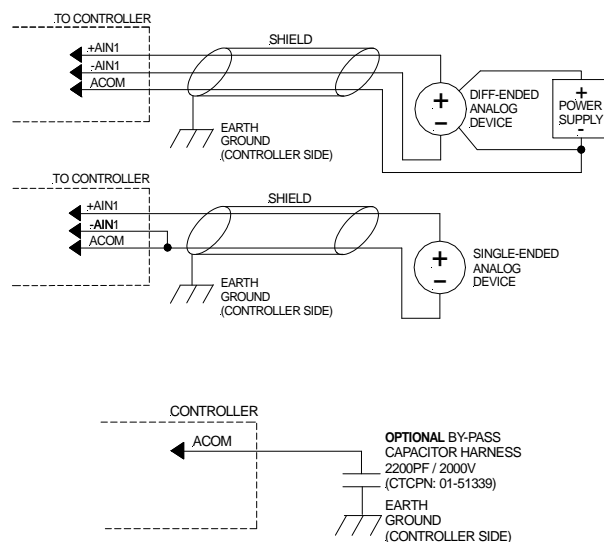 TO CONTROLLER
+AIN1
-AIN1
ACOM
SHIELD
EARTH
GROUND
(CONTROLLER SIDE)
+
-
DIFF-ENDED
ANALOG
DEVICE
+
POWER
SUPPLY
-
TO CONTROLLER
+AIN1
-AIN1
ACOM
SHIELD
EARTH
GROUND
(CONTROLLER SIDE)
+
-
SINGLE-ENDED
ANALOG
DEVICE
CONTROLLER
ACOM
OPTIONAL BY-PASS
CAPACITOR HARNESS
2200PF / 2000V
(CTCPN: 01-51339)
EARTH
GROUND
(CONTROLLER SIDE)